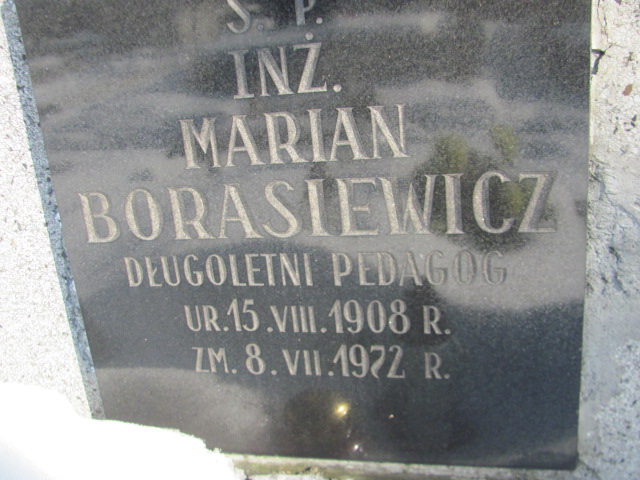 Ś. P.
INŻ.
MARIAN
BORASIEWICZ
DŁUGOLETNI PEDAGOG
UR. 15. VIII. 1908 R.
ZM. 8. VII. 1972 R.